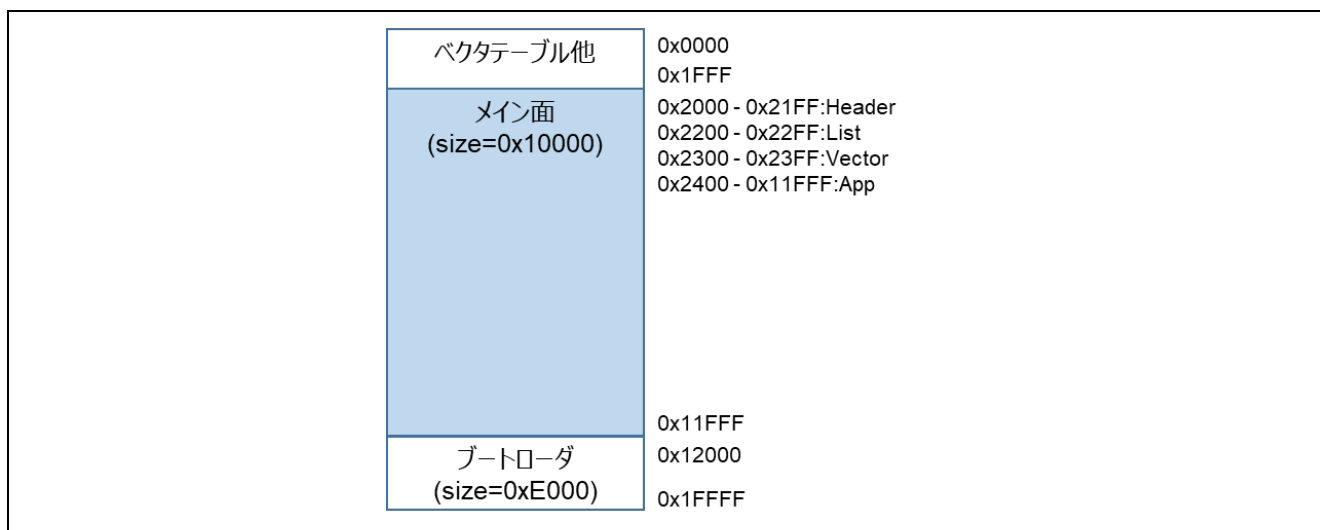 ベクタテーブル他
0x0000
0x1FFF
メイン面
(size=0x10000)
0x2000 - 0x21FF:Header
0x2200 - 0x22FF:List
0x2300 - 0x23FF:Vector
0x2400 - 0x11FFF:App
0x11FFF
ブートローダ
(size=0xE000)
0x12000
0x1FFFF